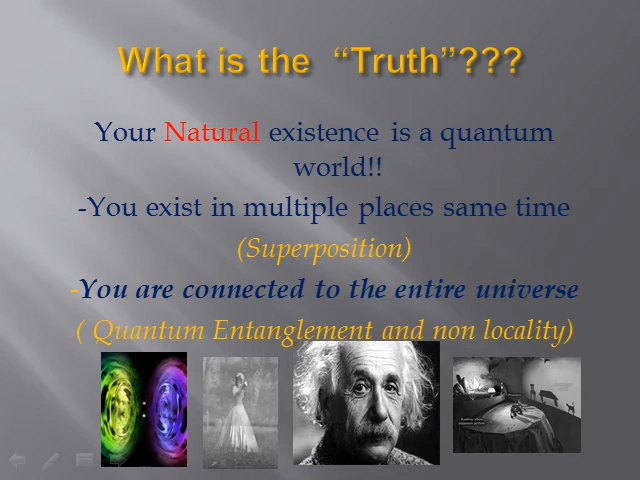 What is the “Truth”???
Your Natural existence is a quantum
world!!
-You exist in multiple places same time
(Superposition)
-You are connected to the entire universe
( Quantum Entanglement and non locality)